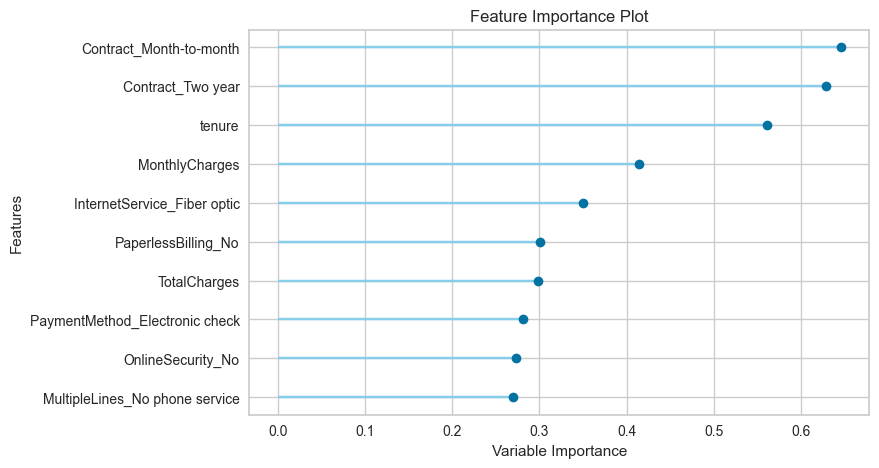 Feature Importance Plot
Features
Contract_Month-to-month
Contract_Two year
tenure
MonthlyCharges
InternetService_Fiber optic
PaperlessBilling_No
TotalCharges
PaymentMethod_Electronic check
OnlineSecurity_No
MultipleLines_No phone service
0.0 0.1 0.2 0.3 0.4 0.5 0.6
Variable Importance